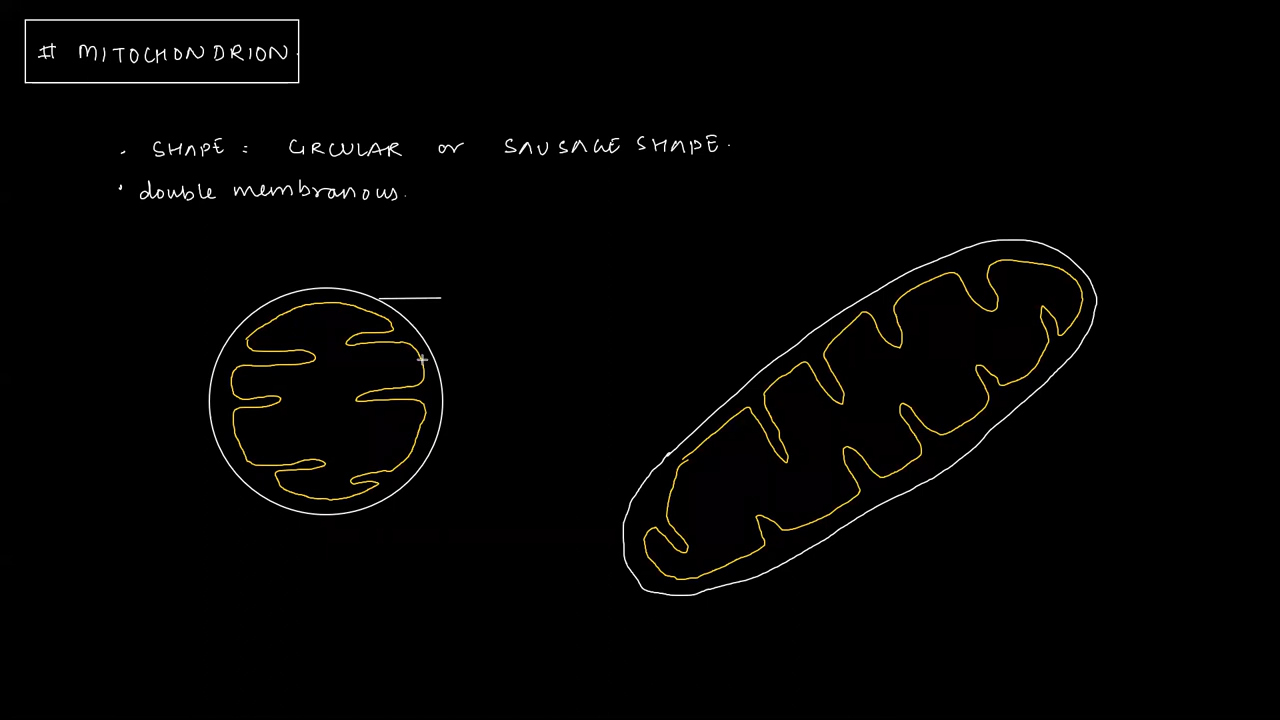 # MITOCHONDRION.
• SHAPE : CIRCULAR or SAUSAGE SHAPE.
• double membranous.